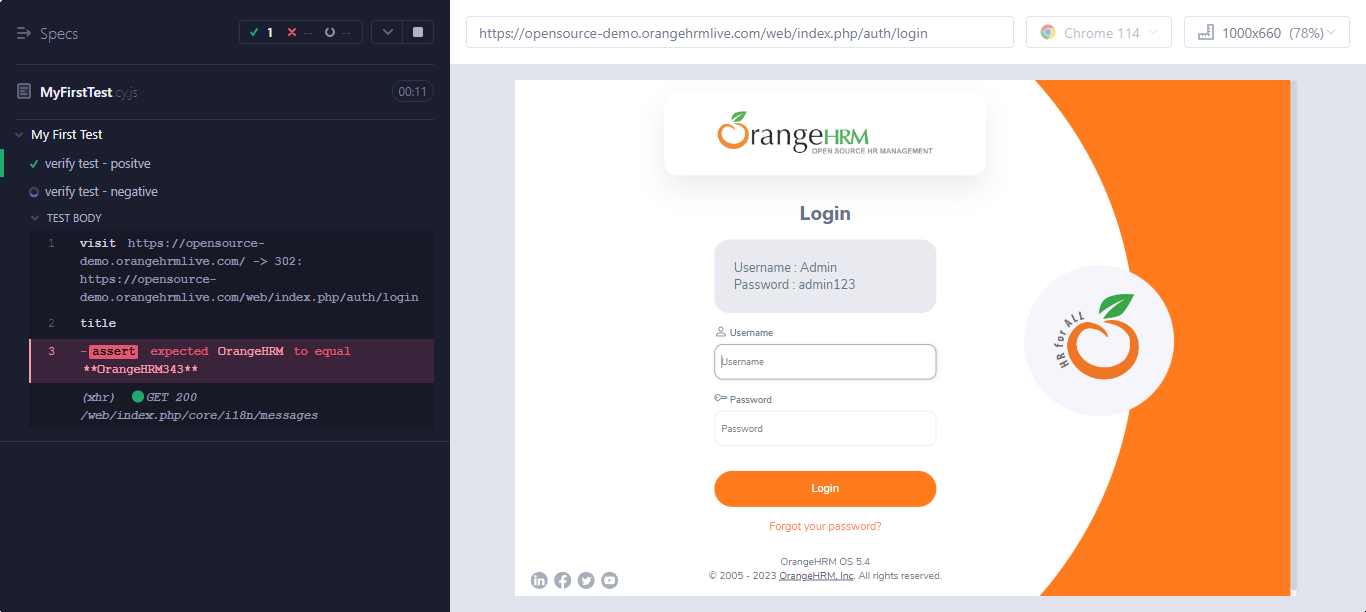 Specs
1
--
--
MyFirstTest.cy.js
00:11
My First Test
verify test - positve
verify test - negative
TEST BODY
1 visit https://opensource-
demo.orangehrmlive.com/ -> 302:
https://opensource-
demo.orangehrmlive.com/web/index.php/auth/login
2 title
3 -assert expected OrangeHRM to equal
**OrangeHRM343**
(xhr) GET 200
/web/index.php/core/i18n/messages
https://opensource-demo.orangehrmlive.com/web/index.php/auth/login
Chrome 114
1000x660 (78%)
OrangeHRM
OPEN SOURCE HR MANAGEMENT
Login
Username : Admin
Password : admin123
Username
Username
Password
Password
Login
Forgot your password?
OrangeHRM OS 5.4
© 2005 - 2023 OrangeHRM, Inc. All rights reserved.
HR for ALL